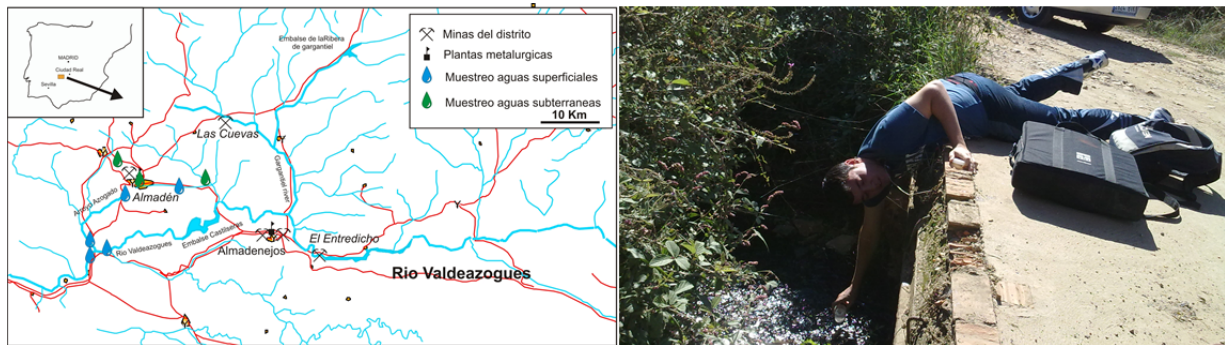 MADRID
Ciudad Real
Sevilla
Embalse de laRibera
de gargantiel
Minas del distrito
Plantas metalurgicas
Muestreo aguas superficiales
Muestreo aguas subterraneas
10 Km
Las Cuevas
Gargantiel river
Arroyo Azogado
Almadén
Embalse Castilseras
Rio Valdeazogues
Almadenejos
El Entredicho
Rio Valdeazogues